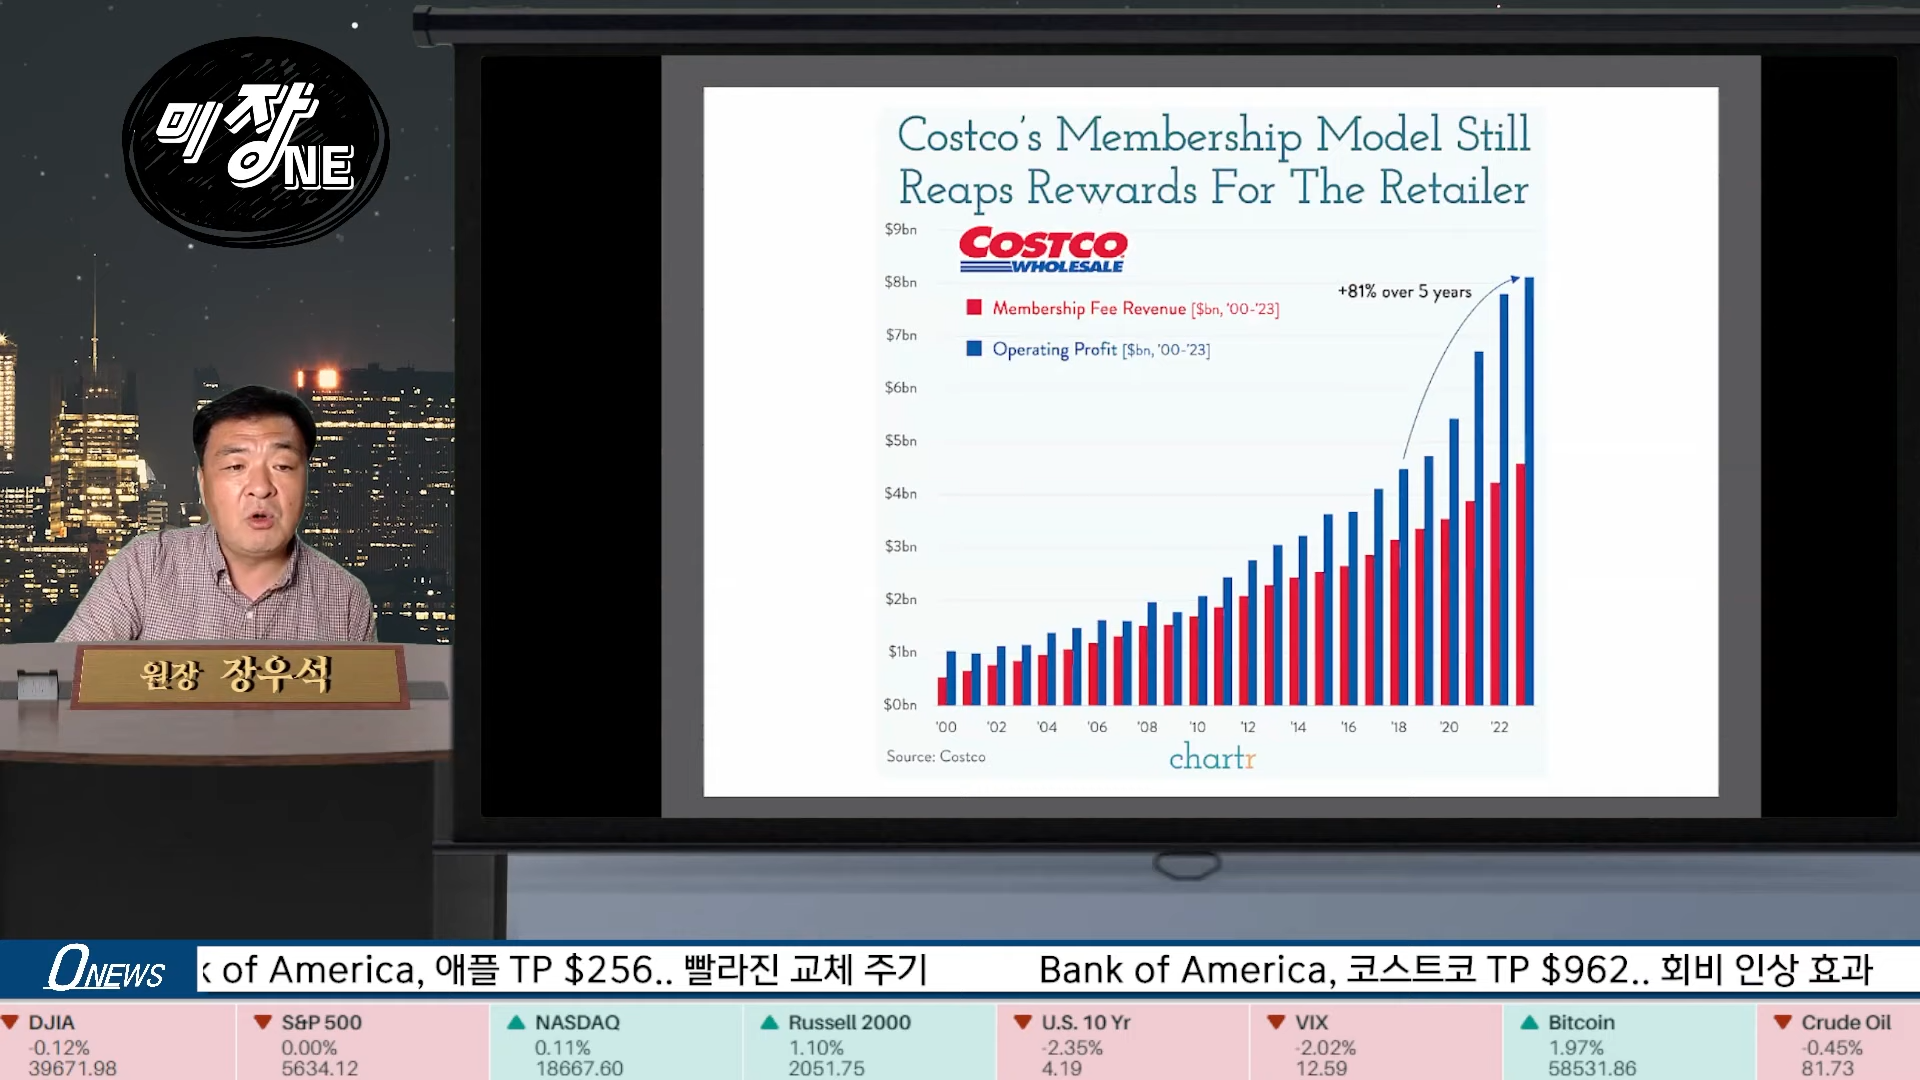 미장
ONE
Costco's Membership Model Still
Reaps Rewards For The Retailer
$9bn
COSTCO
WHOLESALE
$8bn
+81% over 5 years
Membership Fee Revenue [$bn, '00-'23]
$7bn
Operating Profit [$bn, '00-'23]
$6bn
$5bn
$4bn
$3bn
$2bn
$1bn
$0bn
'00 '02 '04 '06 '08 '10 '12 '14 '16 '18 '20 '22
Source: Costco
chartr
원장 장우석
ONEWS
k of America, 애플 TP $256.. 빨라진 교체 주기 Bank of America, 코스트코 TP $962.. 회비 인상 효과
DJIA S&P 500 NASDAQ Russell 2000 U.S. 10 Yr VIX Bitcoin Crude Oil
-0.12% 0.00% 0.11% 1.10% -2.35% -2.02% 1.97% -0.45%
39671.98 5634.12 18667.60 2051.75 4.19 12.59 58531.86 81.73